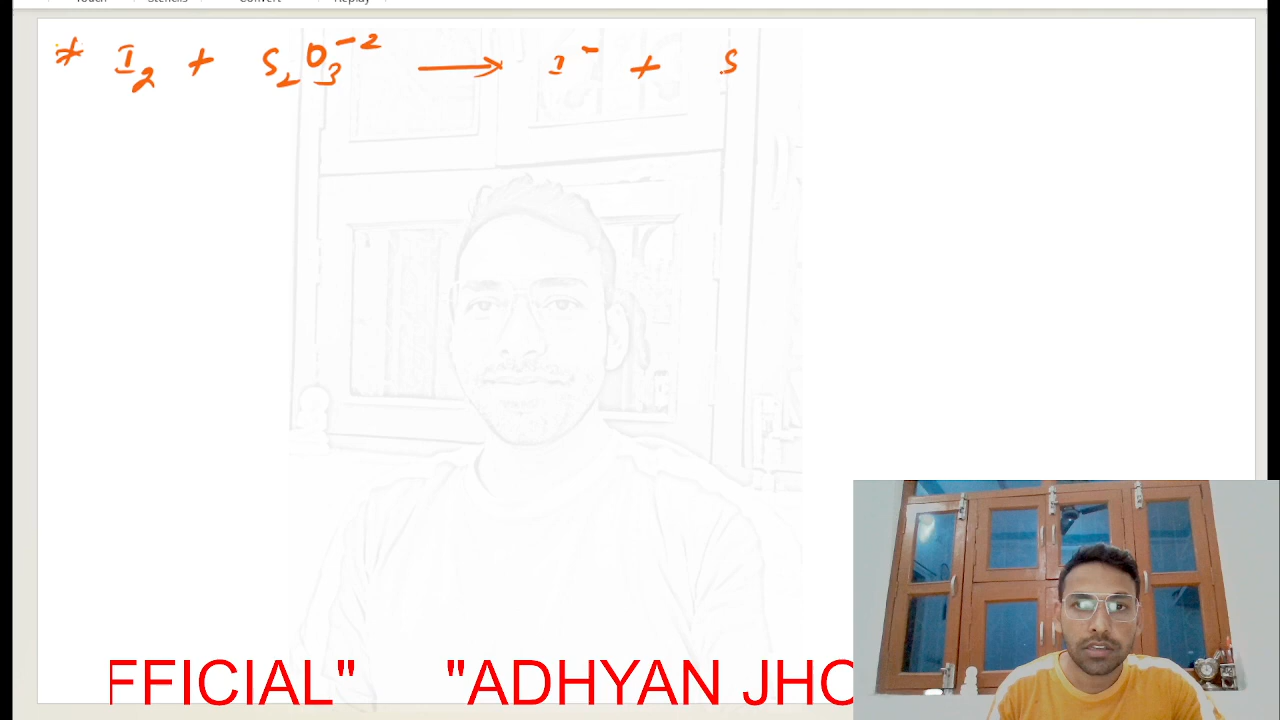 * I₂ + S₂O₃⁻² ⟶ I⁻ + S
FFICIAL" "ADHYAN JHO